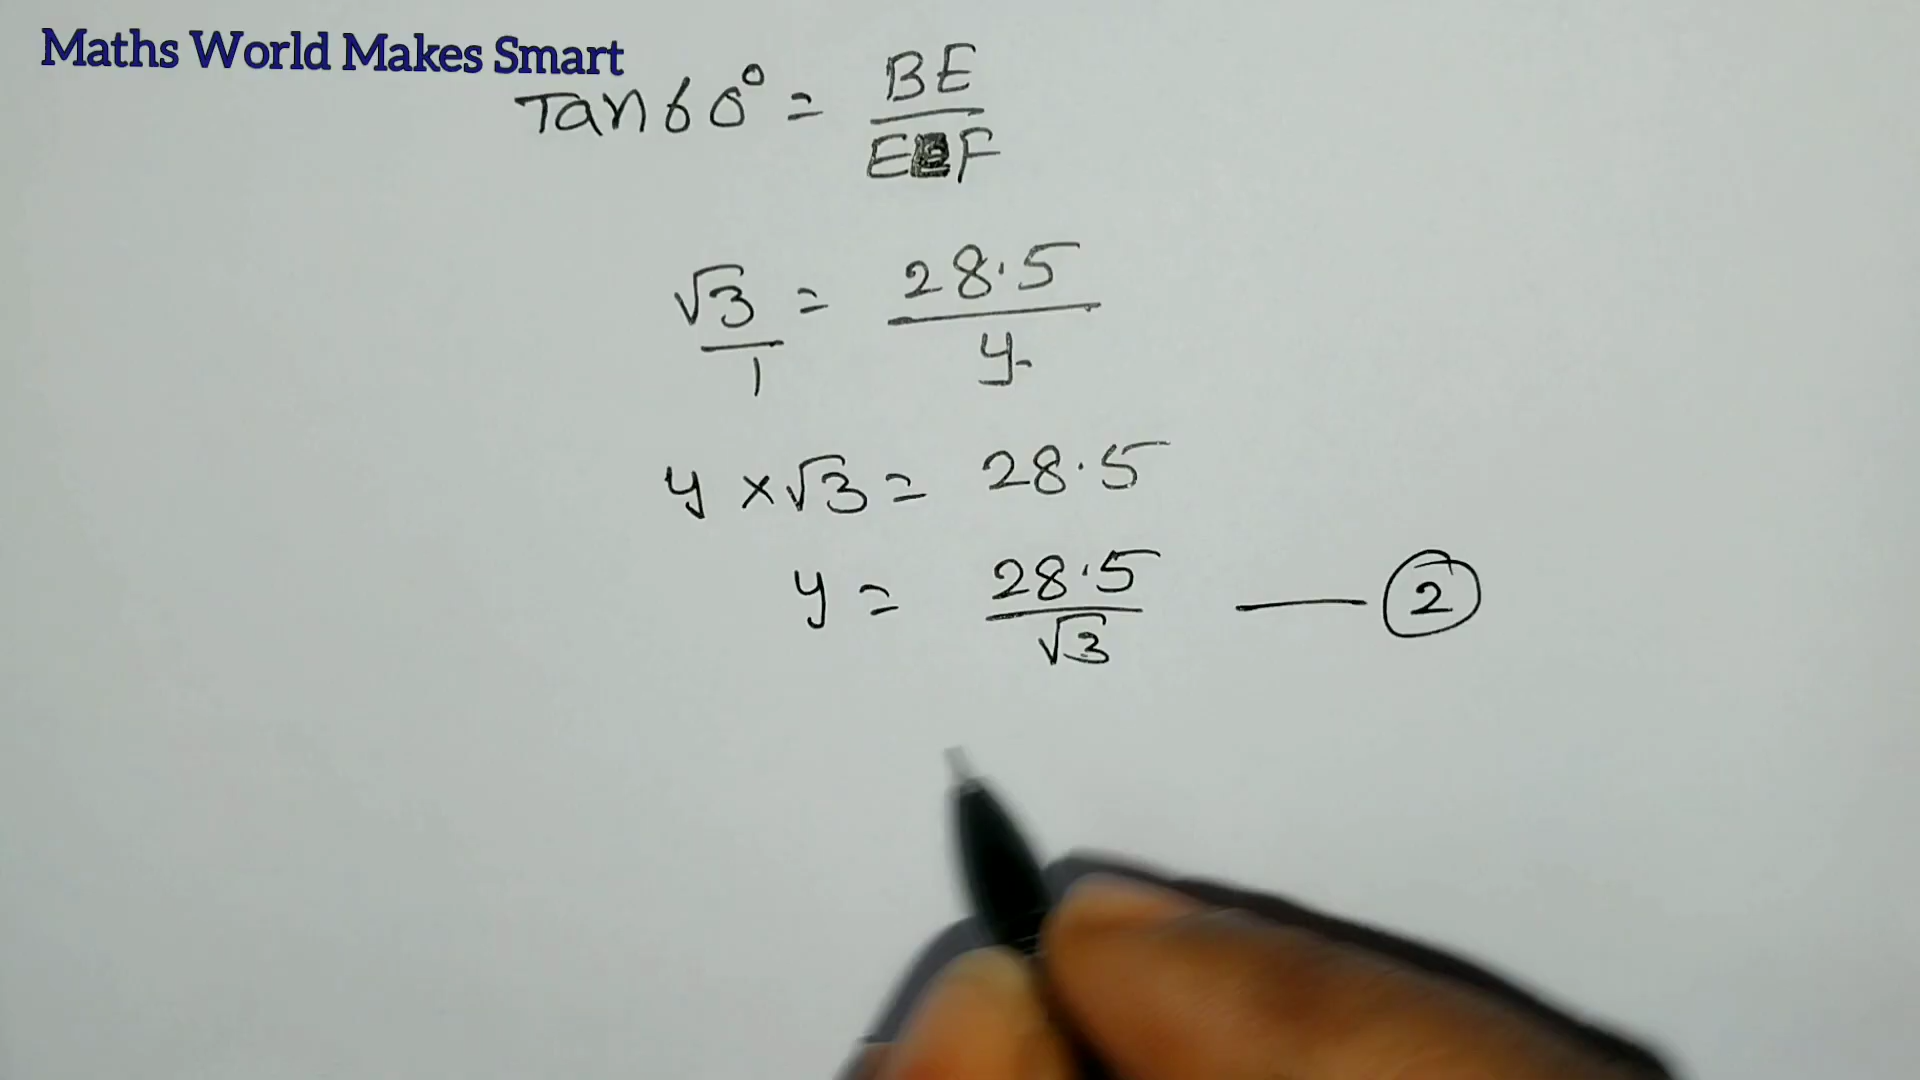 Maths World Makes Smart
Tan 60° = BE / EF
√3 / 1 = 28.5 / y
y × √3 = 28.5
y = 28.5 / √3 — 2